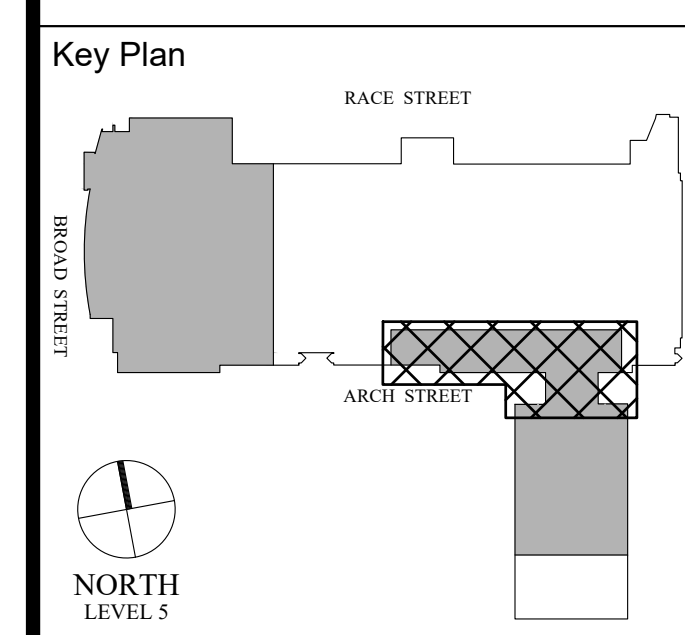 Key Plan
RACE STREET
BROAD STREET
ARCH STREET
NORTH
LEVEL 5